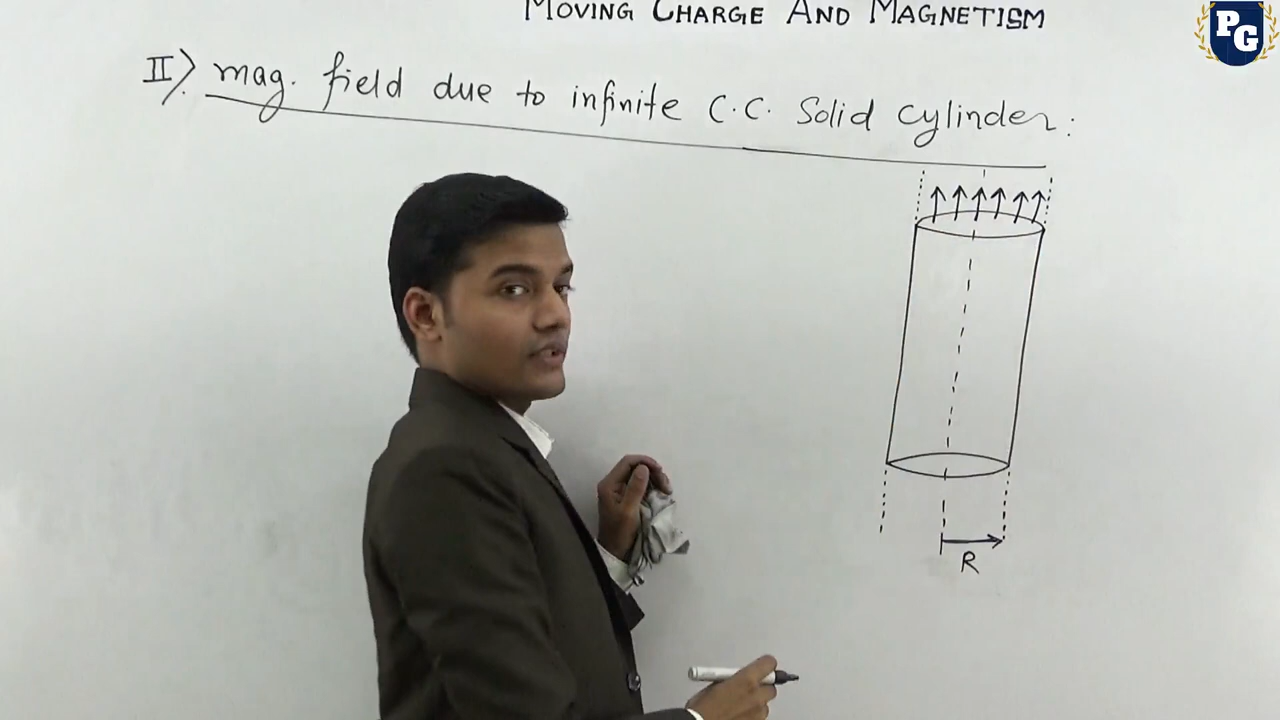 MOVING CHARGE AND MAGNETISM
PG
II). mag. field due to infinite C.C. Solid cylinder:
R